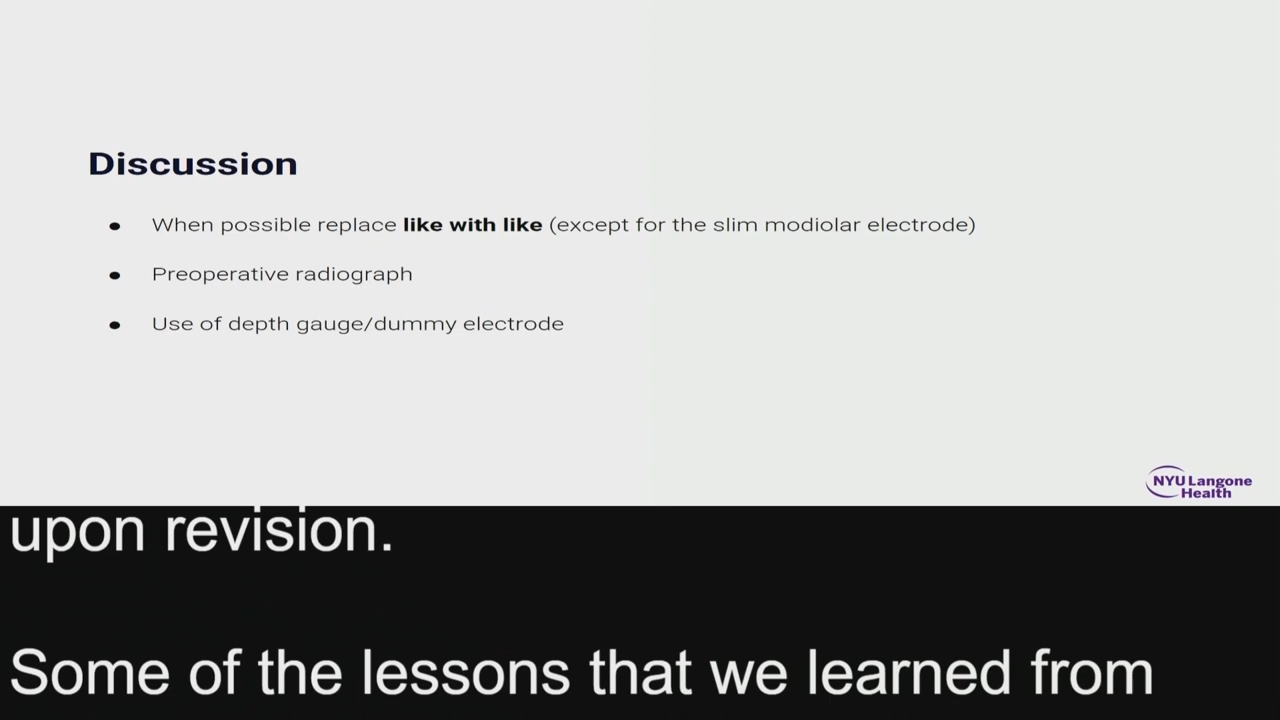 Discussion
● When possible replace like with like (except for the slim modiolar electrode)
● Preoperative radiograph
● Use of depth gauge/dummy electrode
NYU Langone
Health
upon revision.
Some of the lessons that we learned from